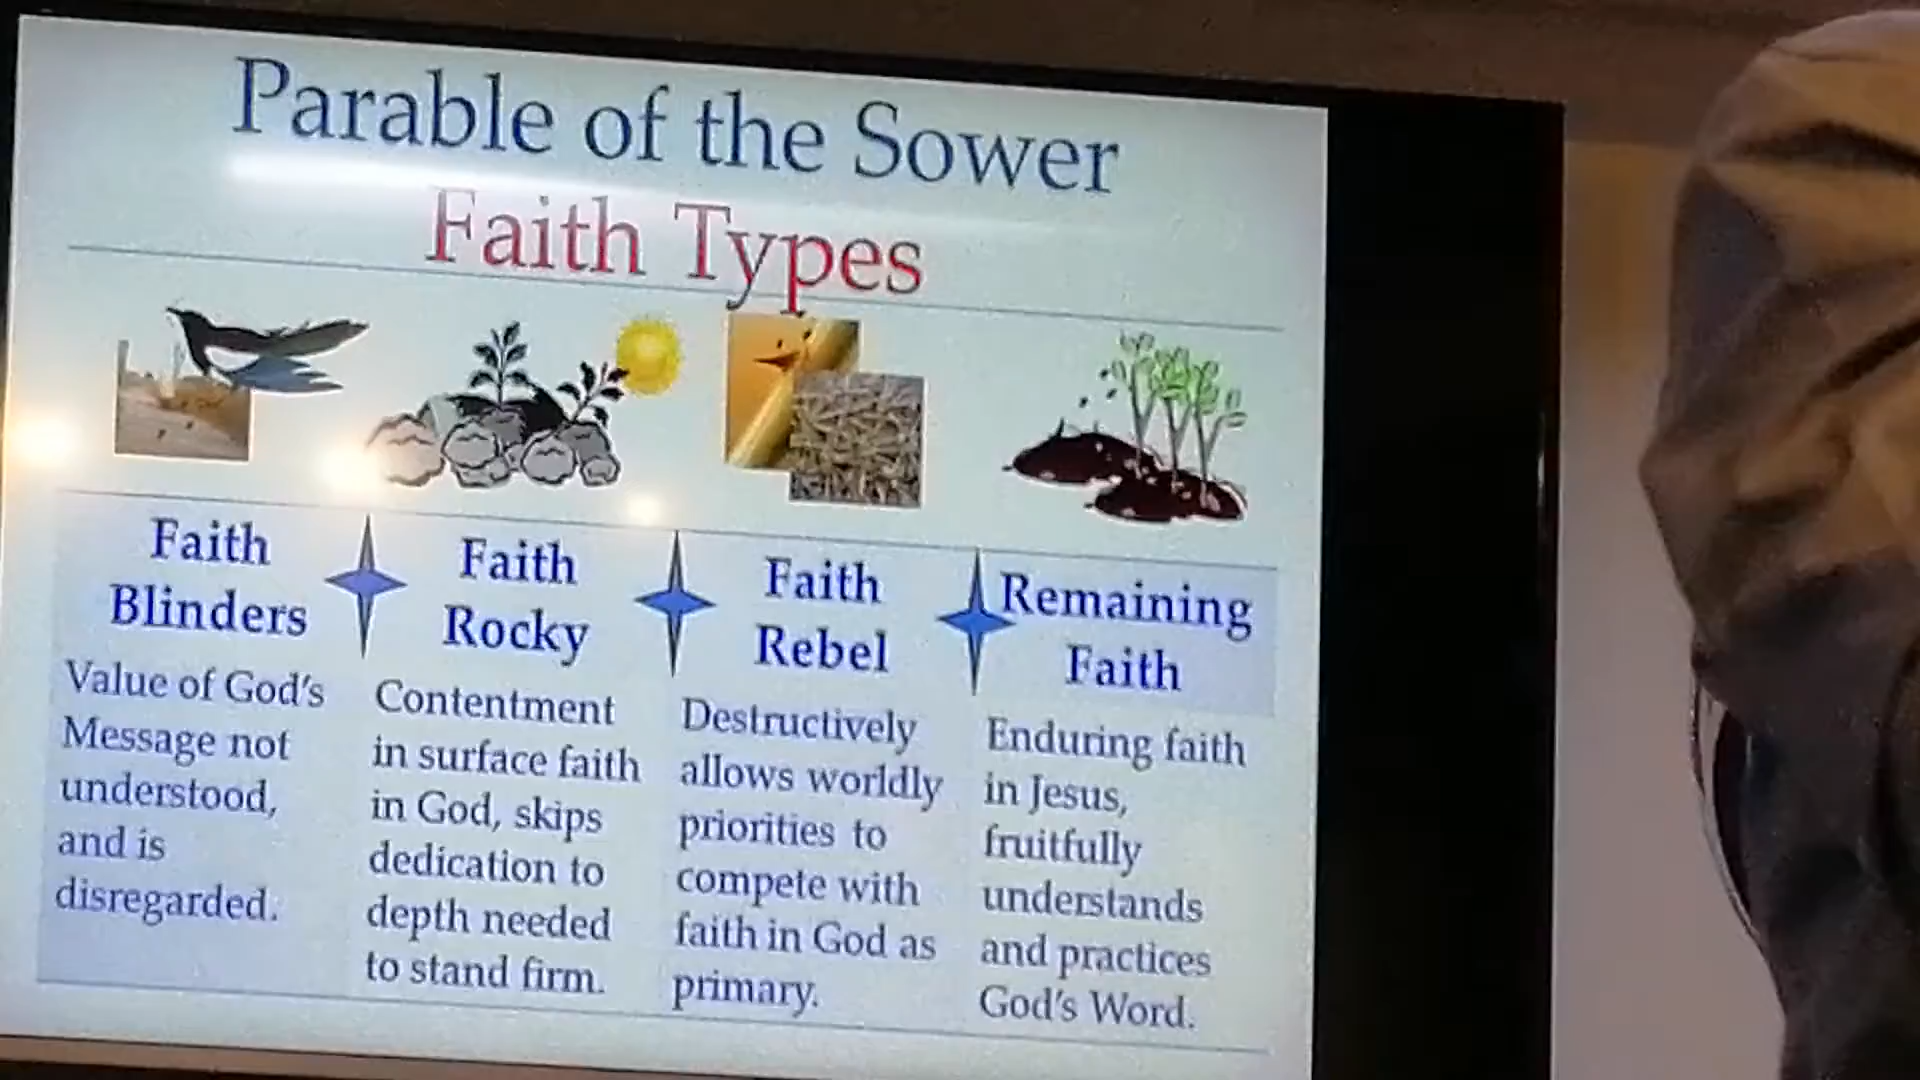 Parable of the Sower
Faith Types
Faith
Blinders
Value of God's
Message not
understood,
and is
disregarded.
Faith
Rocky
Contentment
in surface faith
in God, skips
dedication to
depth needed
to stand firm.
Faith
Rebel
Destructively
allows worldly
priorities to
compete with
faith in God as
primary.
Remaining
Faith
Enduring faith
in Jesus,
fruitfully
understands
and practices
God's Word.